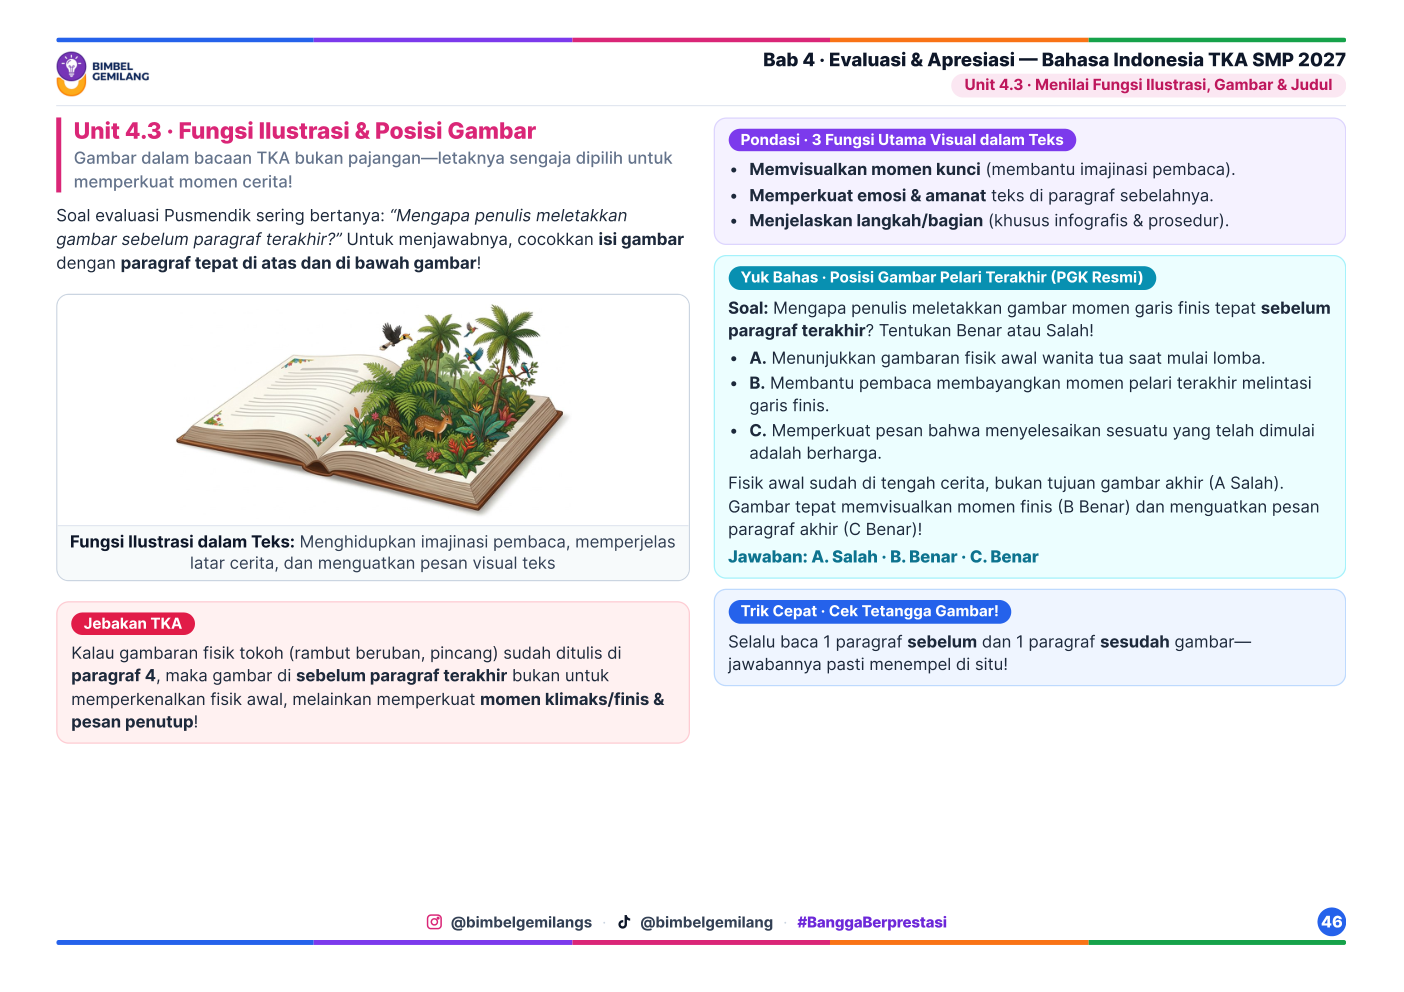 BIMBEL
GEMILANG
Bab 4 · Evaluasi & Apresiasi — Bahasa Indonesia TKA SMP 2027
Unit 4.3 · Menilai Fungsi Ilustrasi, Gambar & Judul
Unit 4.3 · Fungsi Ilustrasi & Posisi Gambar
Gambar dalam bacaan TKA bukan pajangan—letaknya sengaja dipilih untuk
memperkuat momen cerita!
Soal evaluasi Pusmendik sering bertanya: “Mengapa penulis meletakkan
gambar sebelum paragraf terakhir?” Untuk menjawabnya, cocokkan isi gambar
dengan paragraf tepat di atas dan di bawah gambar!
Fungsi Ilustrasi dalam Teks: Menghidupkan imajinasi pembaca, memperjelas
latar cerita, dan menguatkan pesan visual teks
Jebakan TKA
Kalau gambaran fisik tokoh (rambut beruban, pincang) sudah ditulis di
paragraf 4, maka gambar di sebelum paragraf terakhir bukan untuk
memperkenalkan fisik awal, melainkan memperkuat momen klimaks/finis &
pesan penutup!
Pondasi · 3 Fungsi Utama Visual dalam Teks
• Memvisualkan momen kunci (membantu imajinasi pembaca).
• Memperkuat emosi & amanat teks di paragraf sebelahnya.
• Menjelaskan langkah/bagian (khusus infografis & prosedur).
Yuk Bahas · Posisi Gambar Pelari Terakhir (PGK Resmi)
Soal: Mengapa penulis meletakkan gambar momen garis finis tepat sebelum
paragraf terakhir? Tentukan Benar atau Salah!
• A. Menunjukkan gambaran fisik awal wanita tua saat mulai lomba.
• B. Membantu pembaca membayangkan momen pelari terakhir melintasi
garis finis.
• C. Memperkuat pesan bahwa menyelesaikan sesuatu yang telah dimulai
adalah berharga.
Fisik awal sudah di tengah cerita, bukan tujuan gambar akhir (A Salah).
Gambar tepat memvisualkan momen finis (B Benar) dan menguatkan pesan
paragraf akhir (C Benar)!
Jawaban: A. Salah · B. Benar · C. Benar
Trik Cepat · Cek Tetangga Gambar!
Selalu baca 1 paragraf sebelum dan 1 paragraf sesudah gambar—
jawabannya pasti menempel di situ!
@bimbelgemilangs · @bimbelgemilang · #BanggaBerprestasi
46